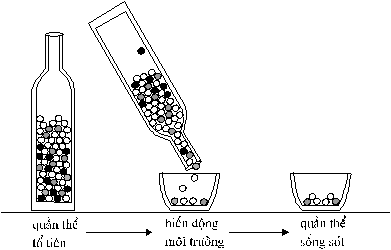 quần thể
tổ tiên
biến động
môi trường
quần thể
sống sót